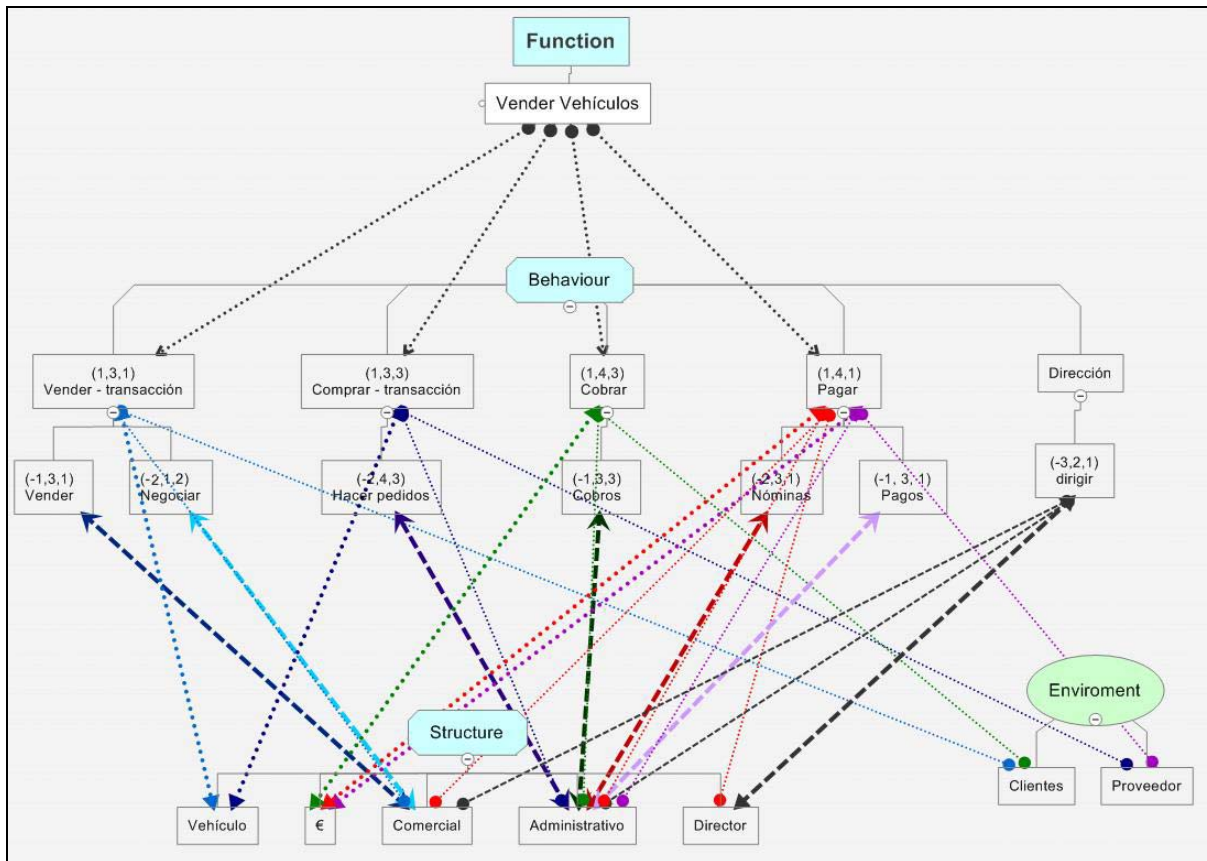 Function
Vender Vehículos
Behaviour
(1,3,1)
Vender - transacción
(1,3,3)
Comprar - transacción
(1,4,3)
Cobrar
(1,4,1)
Pagar
Dirección
(-1,3,1)
Vender
(-2,1,2)
Negociar
(-2,4,3)
Hacer pedidos
(-1,3,3)
Cobros
(-2,3,1)
Nóminas
(-1, 3, 1)
Pagos
(-3,2,1)
dirigir
Enviroment
Structure
Clientes
Proveedor
Vehículo
€
Comercial
Administrativo
Director